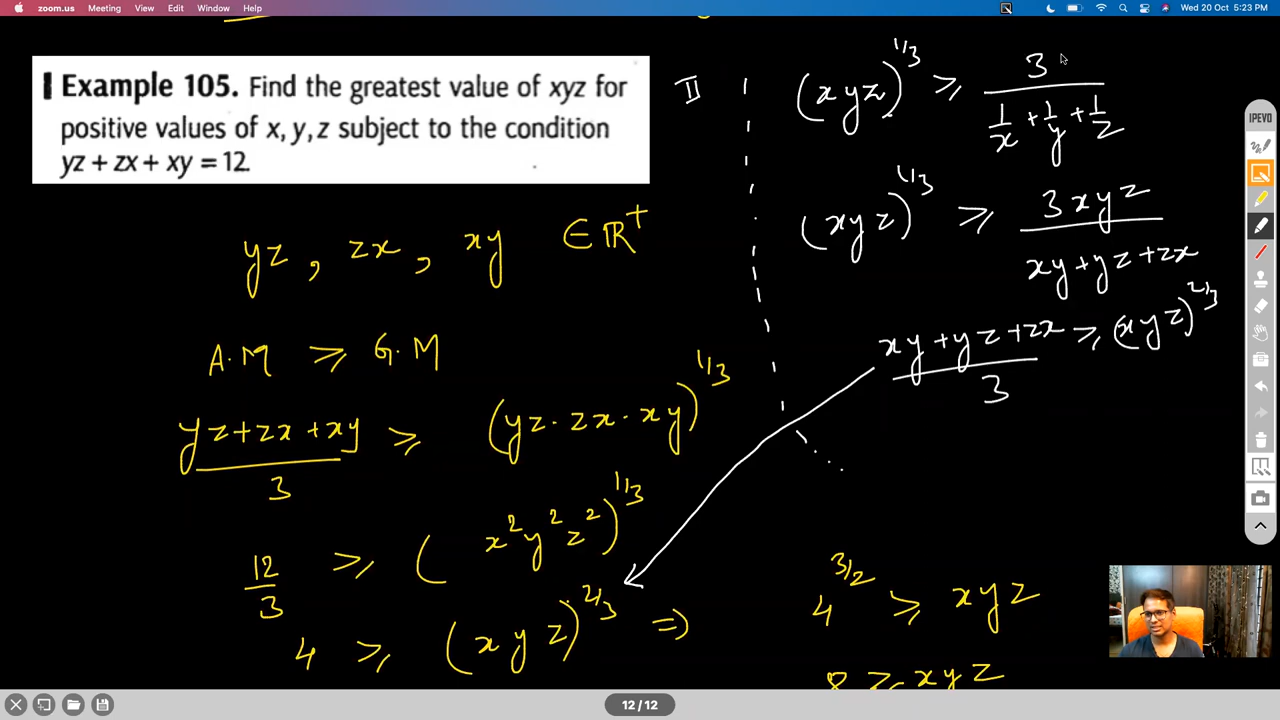 zoom.us Meeting View Edit Window Help Wed 20 Oct 5:23 PM
Example 105. Find the greatest value of xyz for
positive values of x, y, z subject to the condition
yz + zx + xy = 12.
yz , zx , xy ∈ ℝ⁺
A.M ≥ G.M
(yz+zx+xy)/3 ≥ (yz · zx · xy)^(1/3)
12/3 ≥ (x²y²z²)^(1/3)
4 ≥ (xyz)^(2/3) ⇒
4^(3/2) ≥ xyz
8 ≥ xyz
II
(xyz)^(1/3) ≥ 3/(1/x + 1/y + 1/z)
(xyz)^(1/3) ≥ 3xyz/(xy+yz+zx)
(xy+yz+zx)/3 ≥ (xyz)^(2/3)
IPEVO
12 / 12